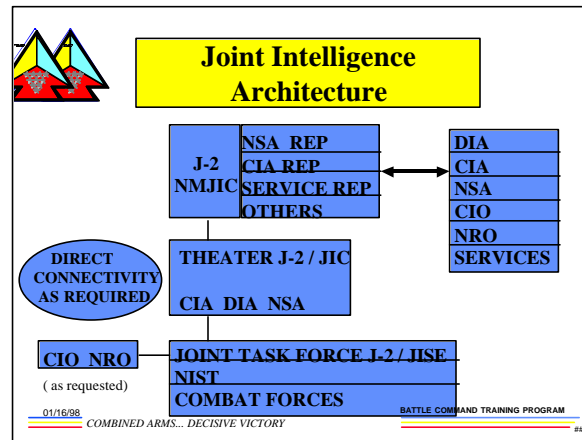 Joint Intelligence
Architecture
J-2
NMJIC
NSA REP
CIA REP
SERVICE REP
OTHERS
DIA
CIA
NSA
CIO
NRO
SERVICES
DIRECT
CONNECTIVITY
AS REQUIRED
THEATER J-2 / JIC
CIA DIA NSA
CIO NRO
( as requested)
JOINT TASK FORCE J-2 / JISE
NIST
COMBAT FORCES
01/16/98
COMBINED ARMS... DECISIVE VICTORY
BATTLE COMMAND TRAINING PROGRAM
##